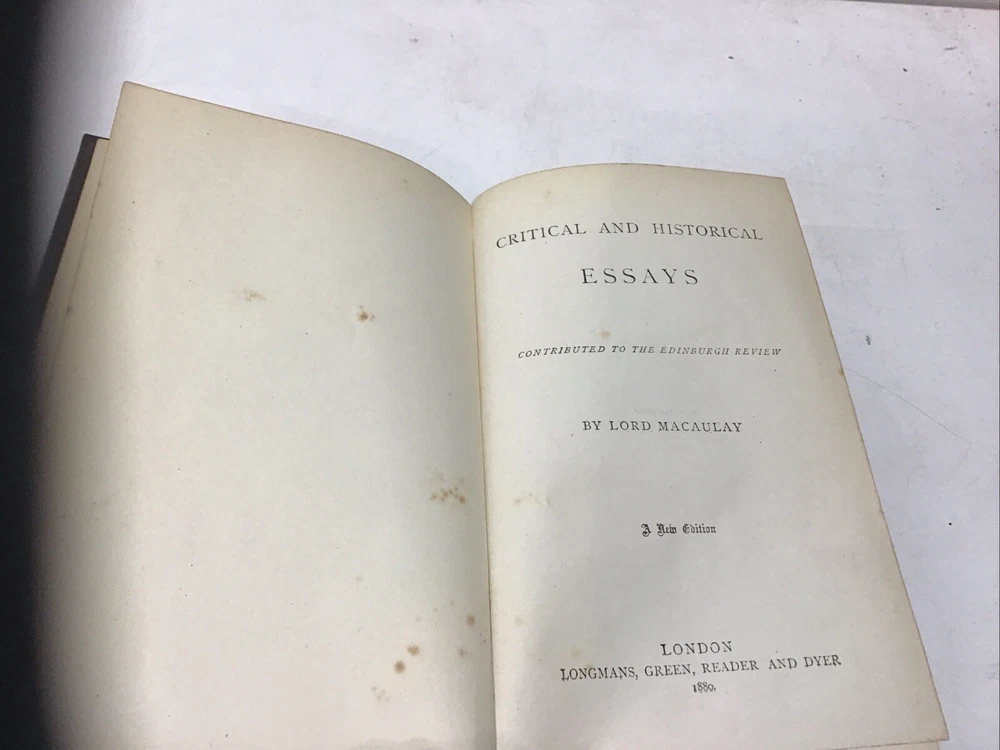 CRITICAL AND HISTORICAL
ESSAYS
CONTRIBUTED TO THE EDINBURGH REVIEW
BY LORD MACAULAY
A New Edition
LONDON
LONGMANS, GREEN, READER AND DYER
1880.